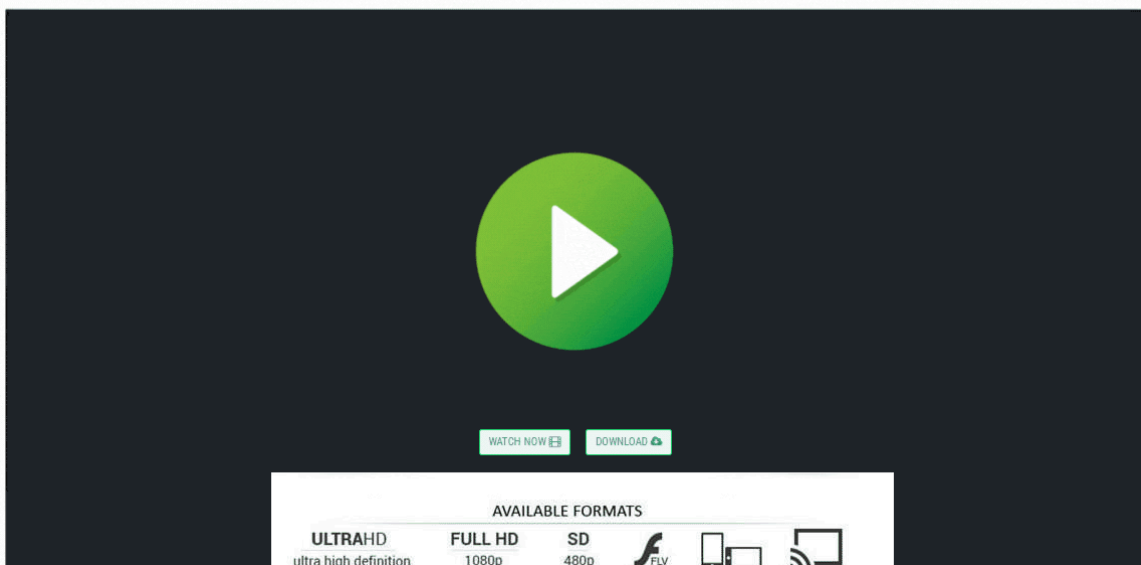 WATCH NOW DOWNLOAD
AVAILABLE FORMATS
ULTRAHD FULL HD SD
ultra high definition 1080p 480p FLV